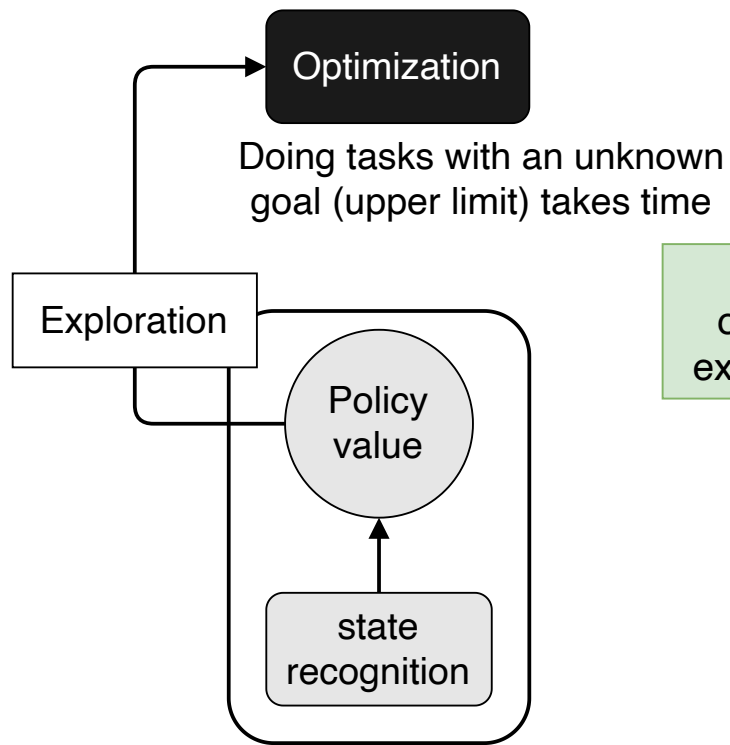 Optimization
Doing tasks with an unknown
goal (upper limit) takes time
Exploration
Policy
value
state
recognition